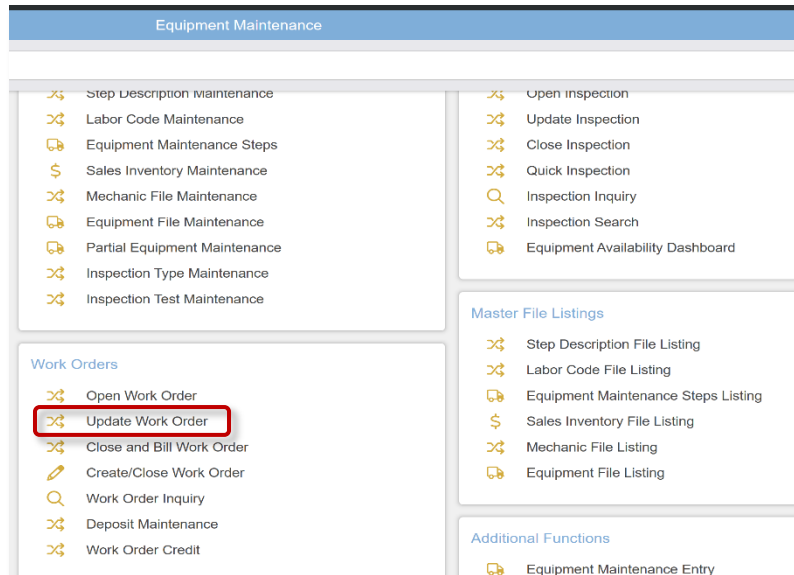 Equipment Maintenance
Step Description Maintenance
Labor Code Maintenance
Equipment Maintenance Steps
Sales Inventory Maintenance
Mechanic File Maintenance
Equipment File Maintenance
Partial Equipment Maintenance
Inspection Type Maintenance
Inspection Test Maintenance
Work Orders
Open Work Order
Update Work Order
Close and Bill Work Order
Create/Close Work Order
Work Order Inquiry
Deposit Maintenance
Work Order Credit
Open Inspection
Update Inspection
Close Inspection
Quick Inspection
Inspection Inquiry
Inspection Search
Equipment Availability Dashboard
Master File Listings
Step Description File Listing
Labor Code File Listing
Equipment Maintenance Steps Listing
Sales Inventory File Listing
Mechanic File Listing
Equipment File Listing
Additional Functions
Equipment Maintenance Entry